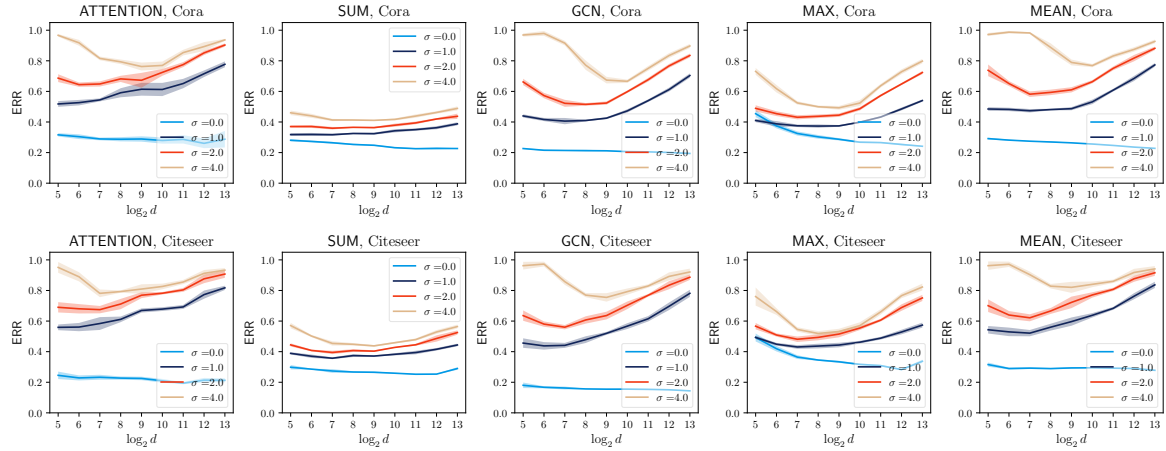 ATTENTION, Cora
SUM, Cora
GCN, Cora
MAX, Cora
MEAN, Cora
ERR
1.0
0.8
0.6
0.4
0.2
0.0
σ =0.0
σ =1.0
σ =2.0
σ =4.0
5 6 7 8 9 10 11 12 13
log₂ d
ERR
1.0
0.8
0.6
0.4
0.2
0.0
σ =0.0
σ =1.0
σ =2.0
σ =4.0
5 6 7 8 9 10 11 12 13
log₂ d
ERR
1.0
0.8
0.6
0.4
0.2
0.0
σ =0.0
σ =1.0
σ =2.0
σ =4.0
5 6 7 8 9 10 11 12 13
log₂ d
ERR
1.0
0.8
0.6
0.4
0.2
0.0
σ =0.0
σ =1.0
σ =2.0
σ =4.0
5 6 7 8 9 10 11 12 13
log₂ d
ERR
1.0
0.8
0.6
0.4
0.2
0.0
σ =0.0
σ =1.0
σ =2.0
σ =4.0
5 6 7 8 9 10 11 12 13
log₂ d
ATTENTION, Citeseer
SUM, Citeseer
GCN, Citeseer
MAX, Citeseer
MEAN, Citeseer
ERR
1.0
0.8
0.6
0.4
0.2
0.0
σ =0.0
σ =1.0
σ =2.0
σ =4.0
5 6 7 8 9 10 11 12 13
log₂ d
ERR
1.0
0.8
0.6
0.4
0.2
0.0
σ =0.0
σ =1.0
σ =2.0
σ =4.0
5 6 7 8 9 10 11 12 13
log₂ d
ERR
1.0
0.8
0.6
0.4
0.2
0.0
σ =0.0
σ =1.0
σ =2.0
σ =4.0
5 6 7 8 9 10 11 12 13
log₂ d
ERR
1.0
0.8
0.6
0.4
0.2
0.0
σ =0.0
σ =1.0
σ =2.0
σ =4.0
5 6 7 8 9 10 11 12 13
log₂ d
ERR
1.0
0.8
0.6
0.4
0.2
0.0
σ =0.0
σ =1.0
σ =2.0
σ =4.0
5 6 7 8 9 10 11 12 13
log₂ d